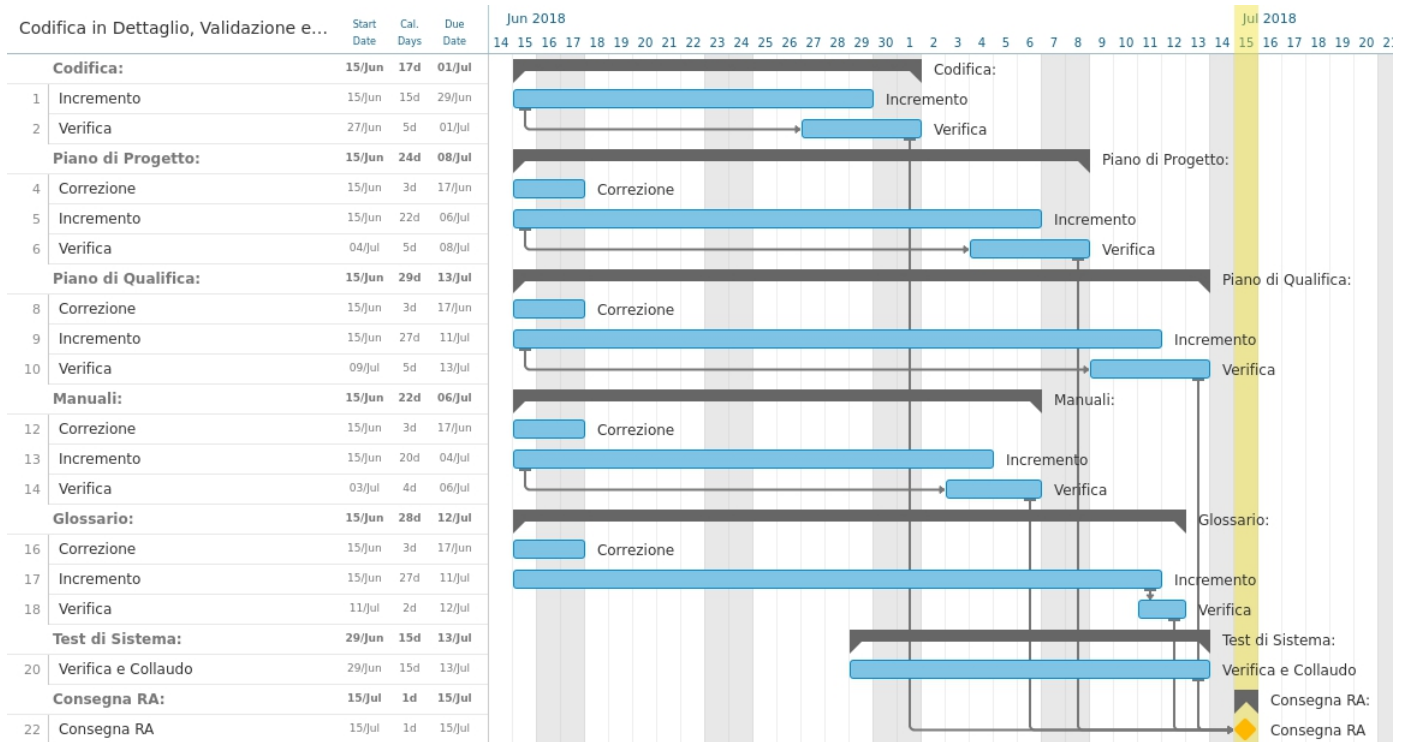 Codifica in Dettaglio, Validazione e... Start Date Cal. Days Due Date Jun 2018 Jul 2018
14 15 16 17 18 19 20 21 22 23 24 25 26 27 28 29 30 1 2 3 4 5 6 7 8 9 10 11 12 13 14 15 16 17 18 19 20 21
Codifica: 15/Jun 17d 01/Jul Codifica:
1 Incremento 15/Jun 15d 29/Jun Incremento
2 Verifica 27/Jun 5d 01/Jul Verifica
Piano di Progetto: 15/Jun 24d 08/Jul Piano di Progetto:
4 Correzione 15/Jun 3d 17/Jun Correzione
5 Incremento 15/Jun 22d 06/Jul Incremento
6 Verifica 04/Jul 5d 08/Jul Verifica
Piano di Qualifica: 15/Jun 29d 13/Jul Piano di Qualifica:
8 Correzione 15/Jun 3d 17/Jun Correzione
9 Incremento 15/Jun 27d 11/Jul Incremento
10 Verifica 09/Jul 5d 13/Jul Verifica
Manuali: 15/Jun 22d 06/Jul Manuali:
12 Correzione 15/Jun 3d 17/Jun Correzione
13 Incremento 15/Jun 20d 04/Jul Incremento
14 Verifica 03/Jul 4d 06/Jul Verifica
Glossario: 15/Jun 28d 12/Jul Glossario:
16 Correzione 15/Jun 3d 17/Jun Correzione
17 Incremento 15/Jun 27d 11/Jul Incremento
18 Verifica 11/Jul 2d 12/Jul Verifica
Test di Sistema: 29/Jun 15d 13/Jul Test di Sistema:
20 Verifica e Collaudo 29/Jun 15d 13/Jul Verifica e Collaudo
Consegna RA: 15/Jul 1d 15/Jul Consegna RA:
22 Consegna RA 15/Jul 1d 15/Jul Consegna RA